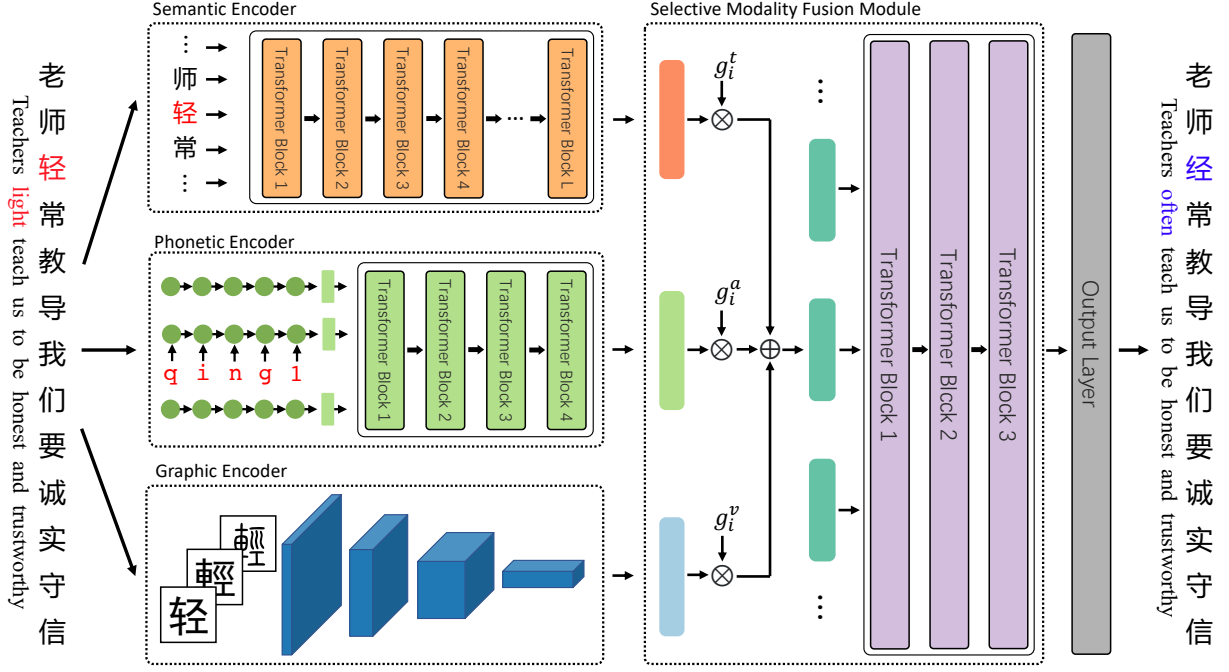 老师轻常教导我们要诚实守信
Teachers light teach us to be honest and trustworthy
Semantic Encoder
...
师
轻
常
...
Transformer Block 1
Transformer Block 2
Transformer Block 3
Transformer Block 4
...
Transformer Block L
Phonetic Encoder
q i n g 1
Transformer Block 1
Transformer Block 2
Transformer Block 3
Transformer Block 4
Graphic Encoder
轻
輕
輕
Selective Modality Fusion Module
g_i^t
g_i^a
g_i^v
...
...
Transformer Block 1
Transformer Block 2
Transformer Block 3
Output Layer
老师经常教导我们要诚实守信
Teachers often teach us to be honest and trustworthy